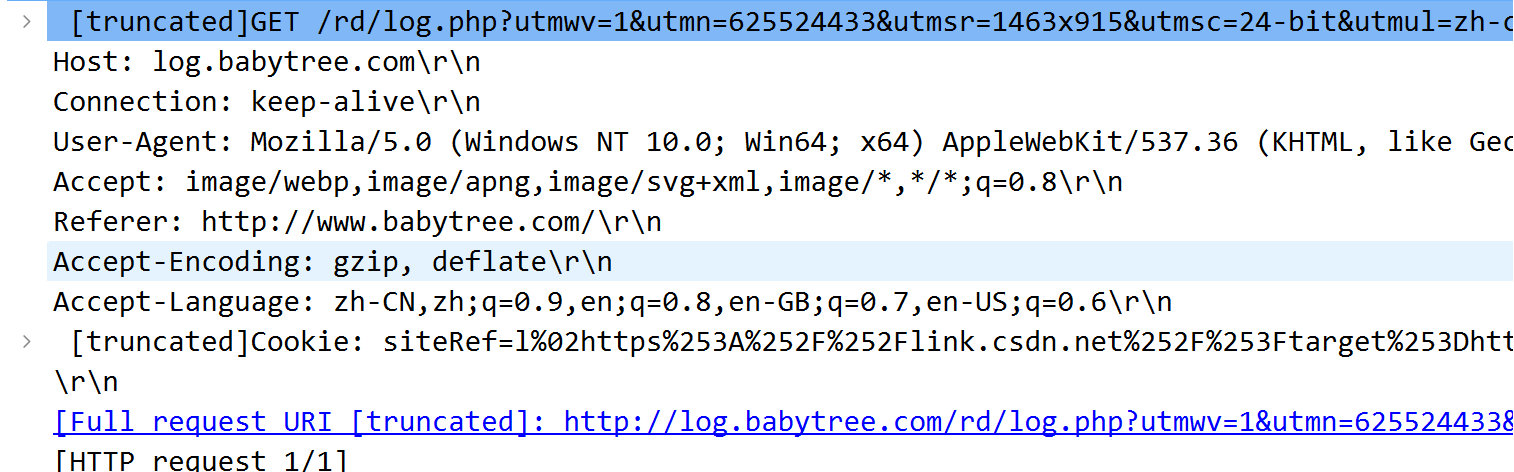 [truncated]GET /rd/log.php?utmwv=1&utmn=625524433&utmsr=1463x915&utmsc=24-bit&utmul=zh-c
Host: log.babytree.com\r\n
Connection: keep-alive\r\n
User-Agent: Mozilla/5.0 (Windows NT 10.0; Win64; x64) AppleWebKit/537.36 (KHTML, like Gec
Accept: image/webp,image/apng,image/svg+xml,image/*,*/*;q=0.8\r\n
Referer: http://www.babytree.com/\r\n
Accept-Encoding: gzip, deflate\r\n
Accept-Language: zh-CN,zh;q=0.9,en;q=0.8,en-GB;q=0.7,en-US;q=0.6\r\n
[truncated]Cookie: siteRef=l%02https%253A%252F%252Flink.csdn.net%252F%253Ftarget%253Dhtt
\r\n
[Full request URI [truncated]: http://log.babytree.com/rd/log.php?utmwv=1&utmn=625524433&
[HTTP request 1/1]